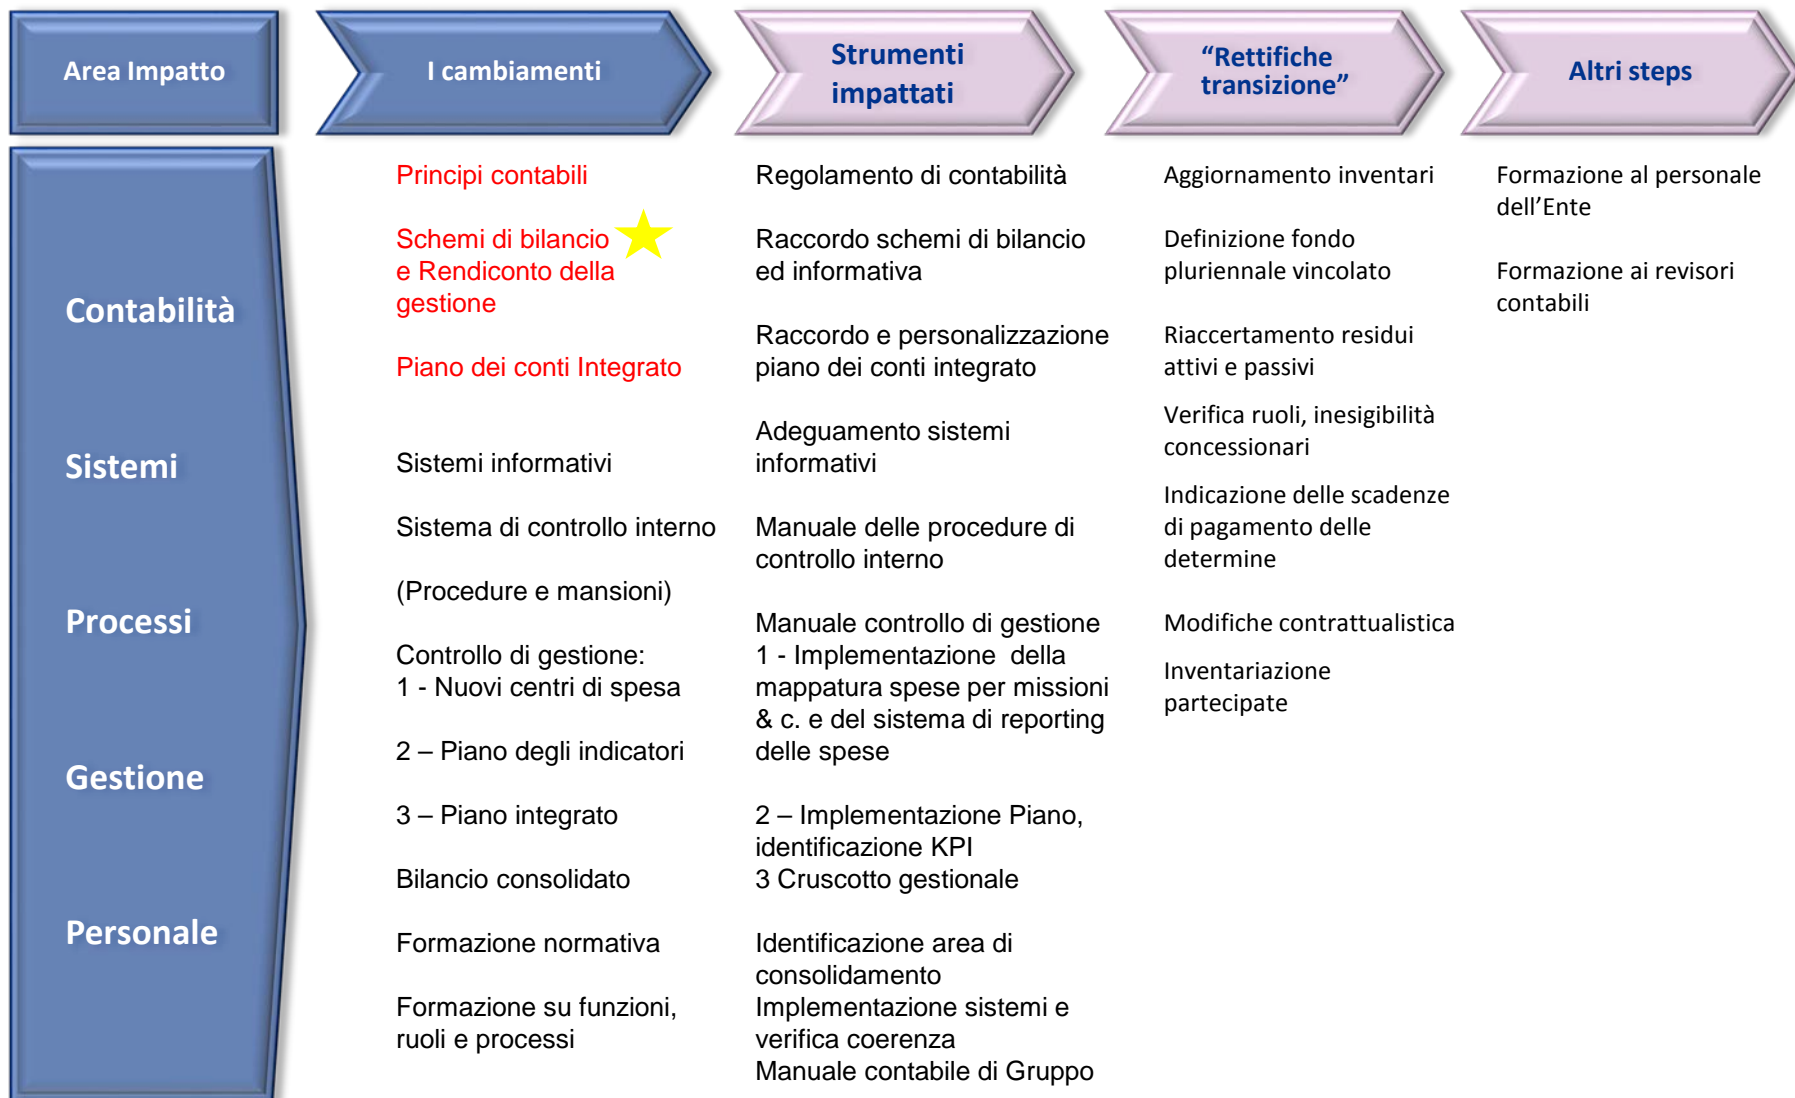 Area Impatto
I cambiamenti
Strumenti
impattati
“Rettifiche
transizione”
Altri steps
Contabilità
Sistemi
Processi
Gestione
Personale
Principi contabili
Schemi di bilancio
e Rendiconto della
gestione
Piano dei conti Integrato
Sistemi informativi
Sistema di controllo interno
(Procedure e mansioni)
Controllo di gestione:
1 - Nuovi centri di spesa
2 – Piano degli indicatori
3 – Piano integrato
Bilancio consolidato
Formazione normativa
Formazione su funzioni,
ruoli e processi
Regolamento di contabilità
Raccordo schemi di bilancio
ed informativa
Raccordo e personalizzazione
piano dei conti integrato
Adeguamento sistemi
informativi
Manuale delle procedure di
controllo interno
Manuale controllo di gestione
1 - Implementazione  della
mappatura spese per missioni
& c. e del sistema di reporting
delle spese
2 – Implementazione Piano,
identificazione KPI
3 Cruscotto gestionale
Identificazione area di
consolidamento
Implementazione sistemi e
verifica coerenza
Manuale contabile di Gruppo
Aggiornamento inventari
Definizione fondo
pluriennale vincolato
Riaccertamento residui
attivi e passivi
Verifica ruoli, inesigibilità
concessionari
Indicazione delle scadenze
di pagamento delle
determine
Modifiche contrattualistica
Inventariazione
partecipate
Formazione al personale
dell’Ente
Formazione ai revisori
contabili